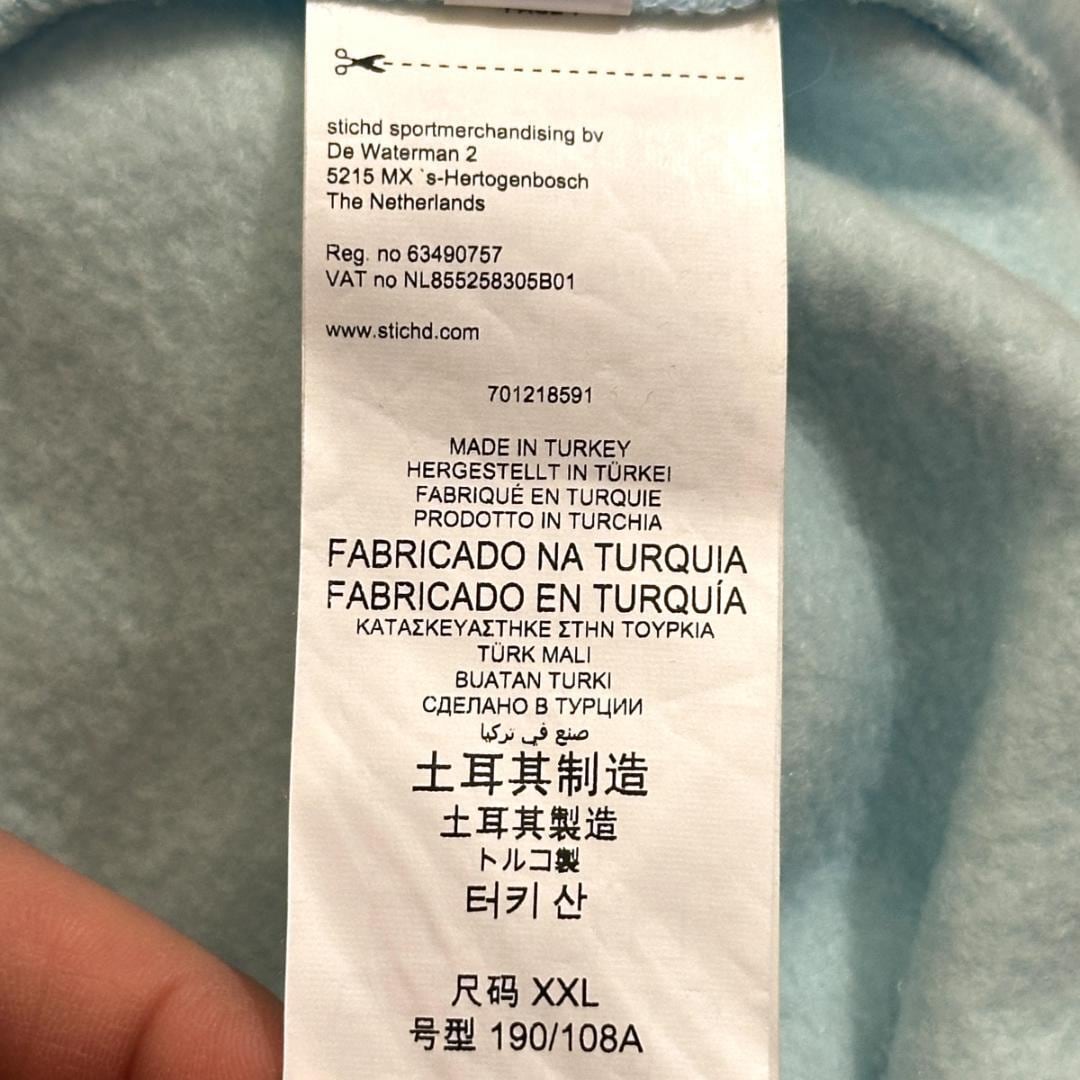 stichd sportmerchandising bv
De Waterman 2
5215 MX `s-Hertogenbosch
The Netherlands
Reg. no 63490757
VAT no NL855258305B01
www.stichd.com
701218591
MADE IN TURKEY
HERGESTELLT IN TÜRKEI
FABRIQUÉ EN TURQUIE
PRODOTTO IN TURCHIA
FABRICADO NA TURQUIA
FABRICADO EN TURQUÍA
ΚΑΤΑΣΚΕΥΑΣΤΗΚΕ ΣΤΗΝ ΤΟΥΡΚΙΑ
TÜRK MALI
BUATAN TURKI
СДЕЛАНО В ТУРЦИИ
صنع في تركيا
土耳其制造
土耳其製造
トルコ製
터키 산
尺码 XXL
号型 190/108A